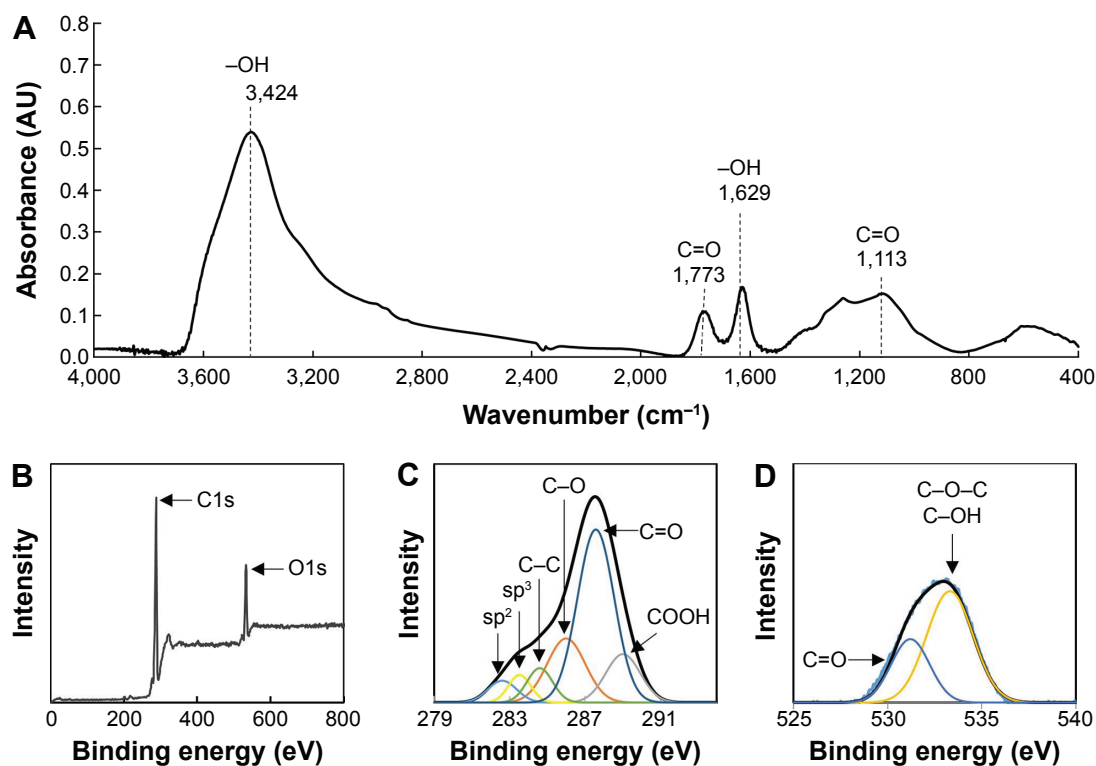 A
0.8
0.7
0.6
0.5
0.4
0.3
0.2
0.1
0.0
Absorbance (AU)
–OH
3,424
C=O
1,773
–OH
1,629
C=O
1,113
4,000
3,600
3,200
2,800
2,400
2,000
1,600
1,200
800
400
Wavenumber (cm⁻¹)
B
Intensity
C1s
O1s
0
200
400
600
800
Binding energy (eV)
C
Intensity
sp²
sp³
C–C
C–O
C=O
COOH
279
283
287
291
Binding energy (eV)
D
Intensity
C–O–C
C–OH
C=O
525
530
535
540
Binding energy (eV)